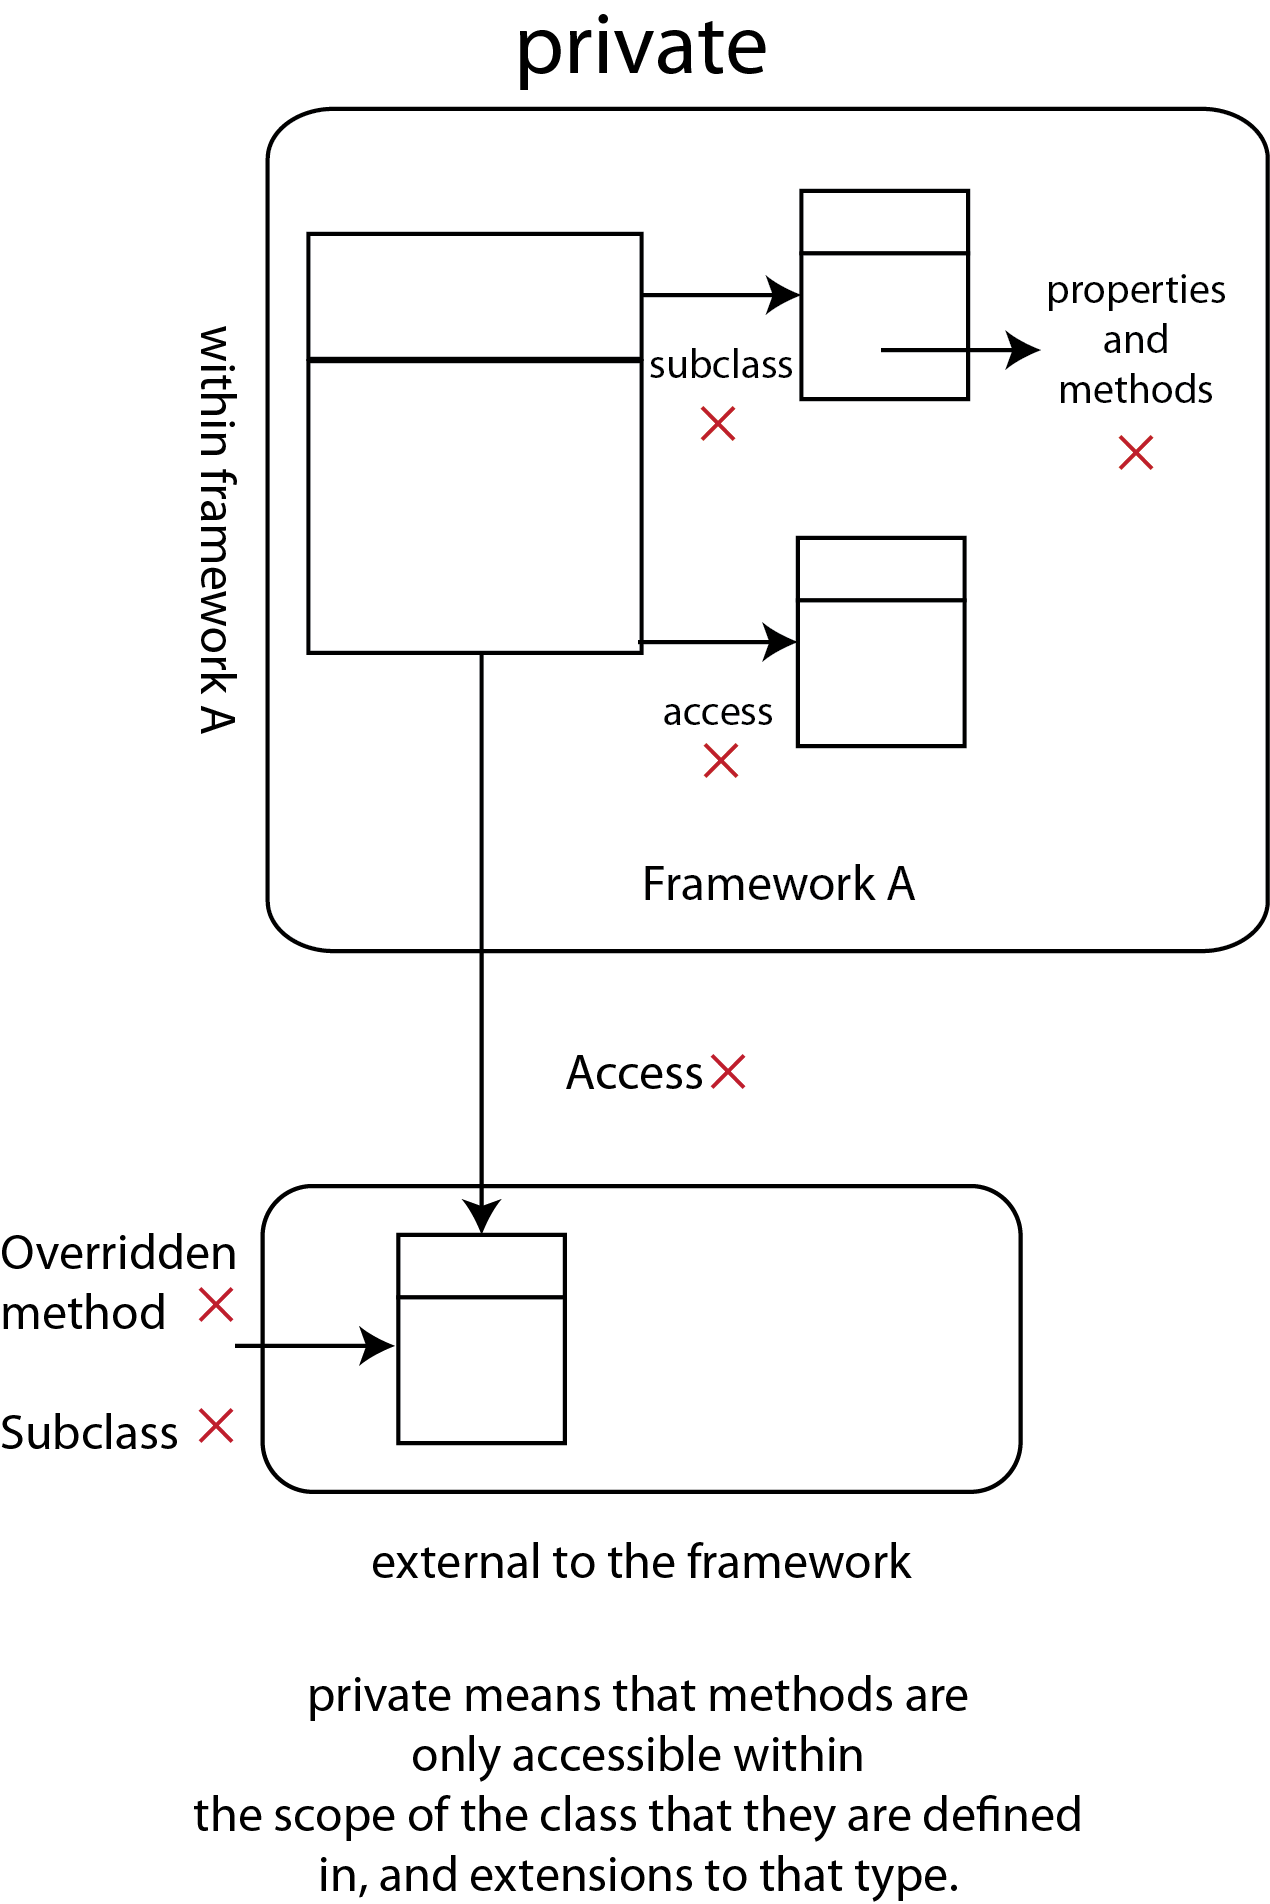 private
within framework A
subclass
properties
and
methods
access
Framework A
Access
Overridden
method
Subclass
external to the framework
private means that methods are
only accessible within
the scope of the class that they are defined
in, and extensions to that type.